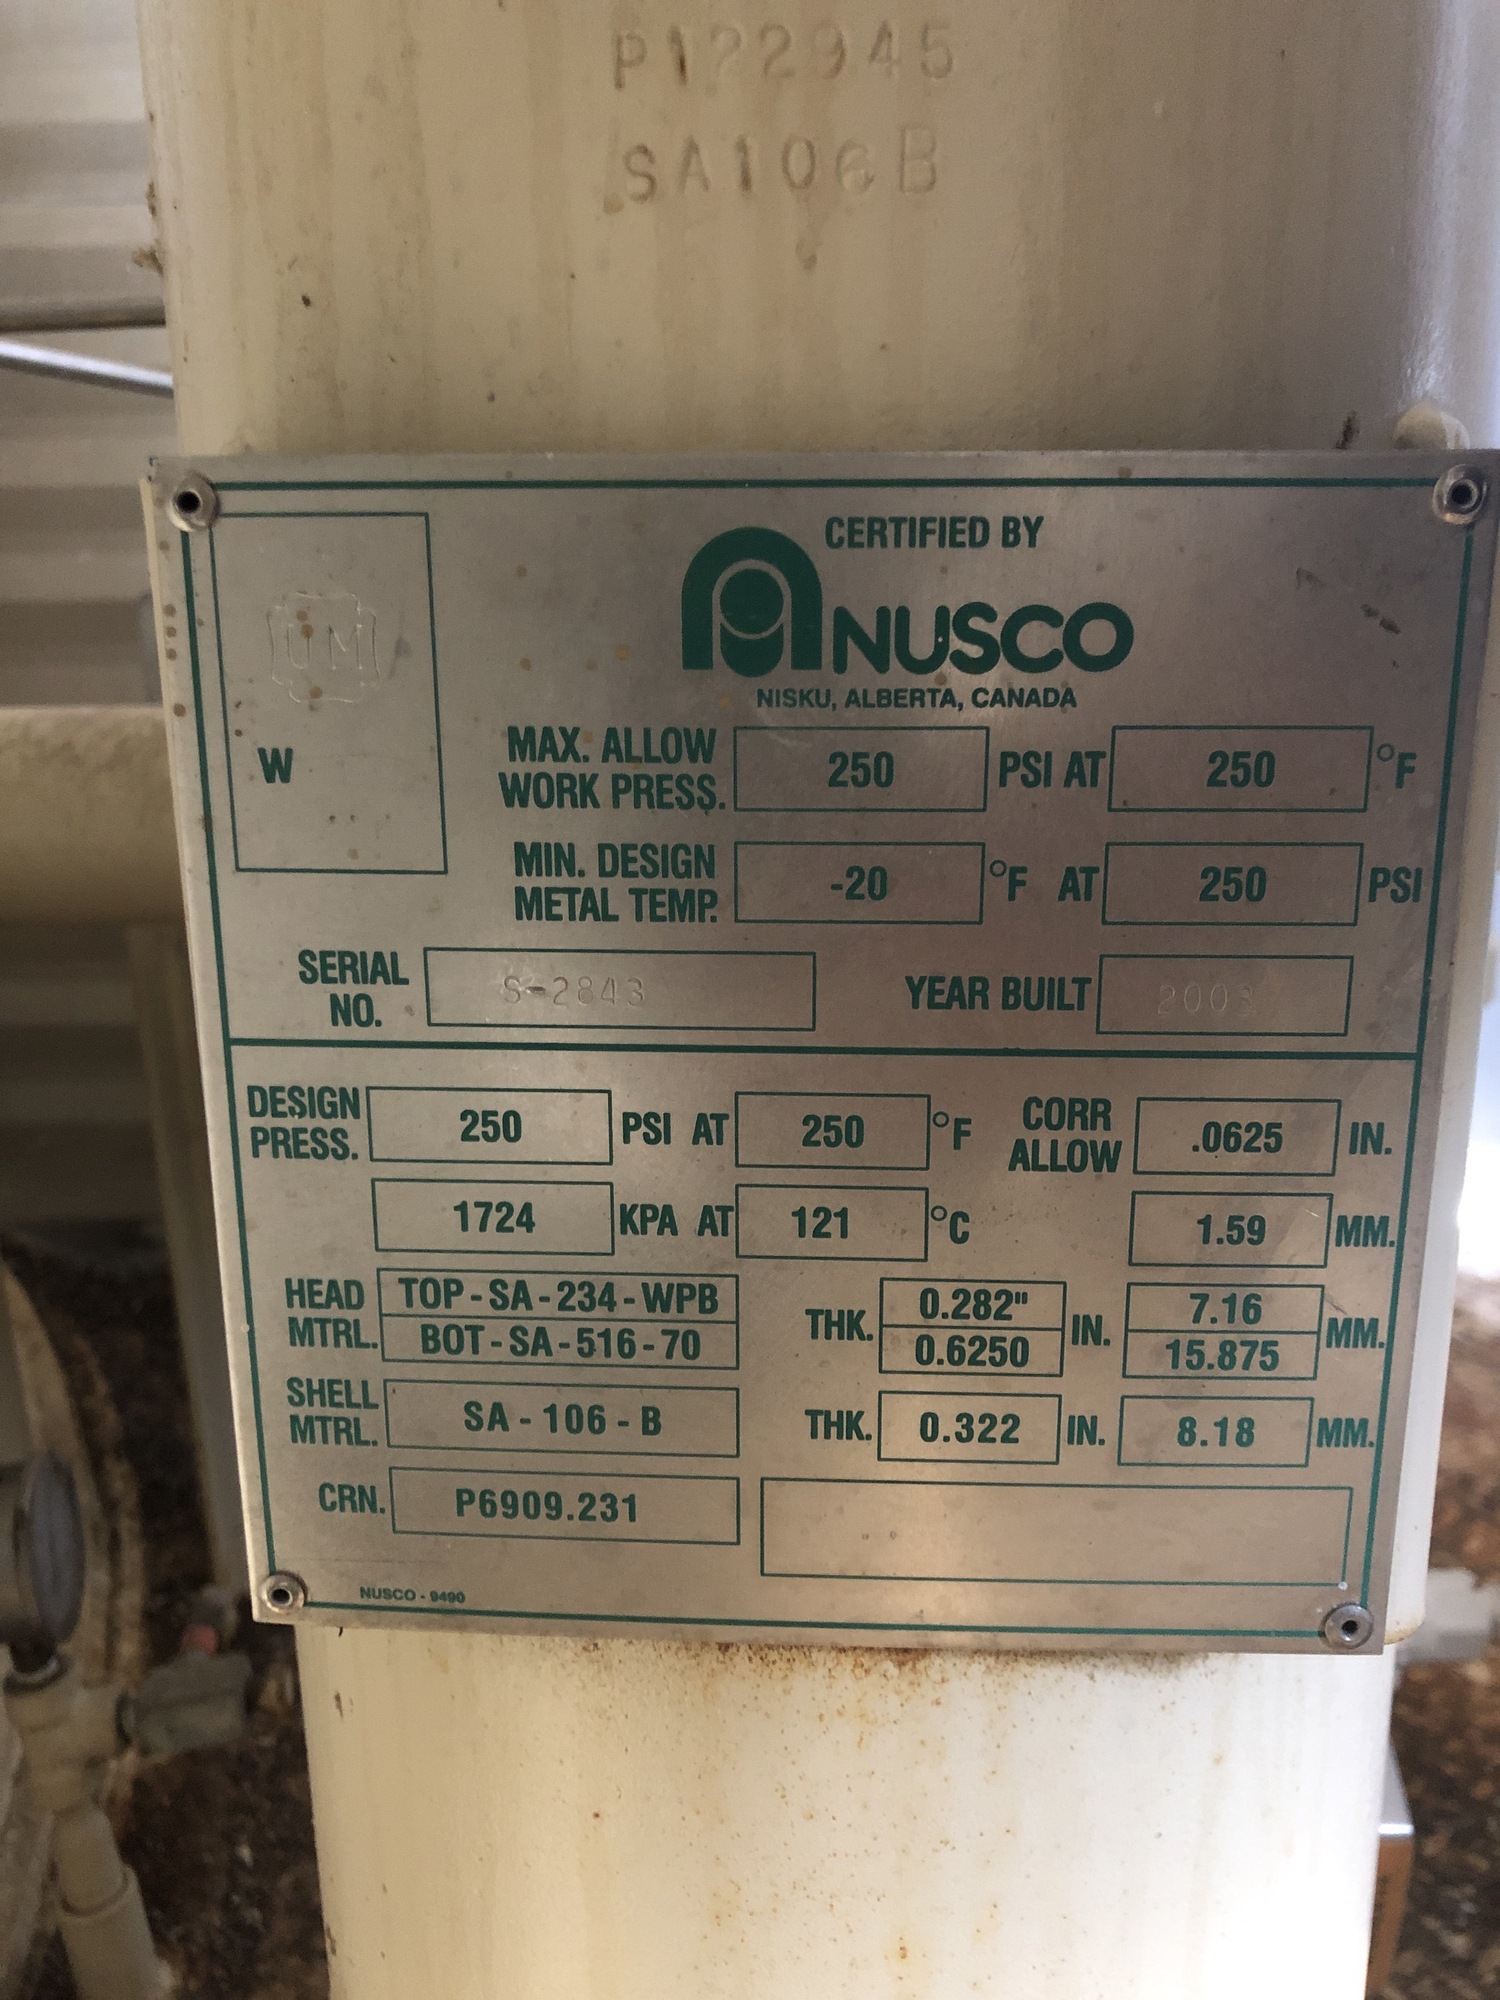 P122945
SA106B
CERTIFIED BY
NUSCO
NISKU, ALBERTA, CANADA
UM
W
MAX. ALLOW WORK PRESS. 250 PSI AT 250 °F
MIN. DESIGN METAL TEMP. -20 °F AT 250 PSI
SERIAL NO. S-2843 YEAR BUILT
DESIGN PRESS. 250 PSI AT 250 °F CORR ALLOW .0625 IN.
1724 KPA AT 121 °C 1.59 MM.
HEAD MTRL. TOP-SA-234-WPB THK. 0.282" IN. 7.16 MM.
BOT-SA-516-70 0.6250 15.875
SHELL MTRL. SA-106-B THK. 0.322 IN. 8.18 MM.
CRN. P6909.231
NUSCO - 9490